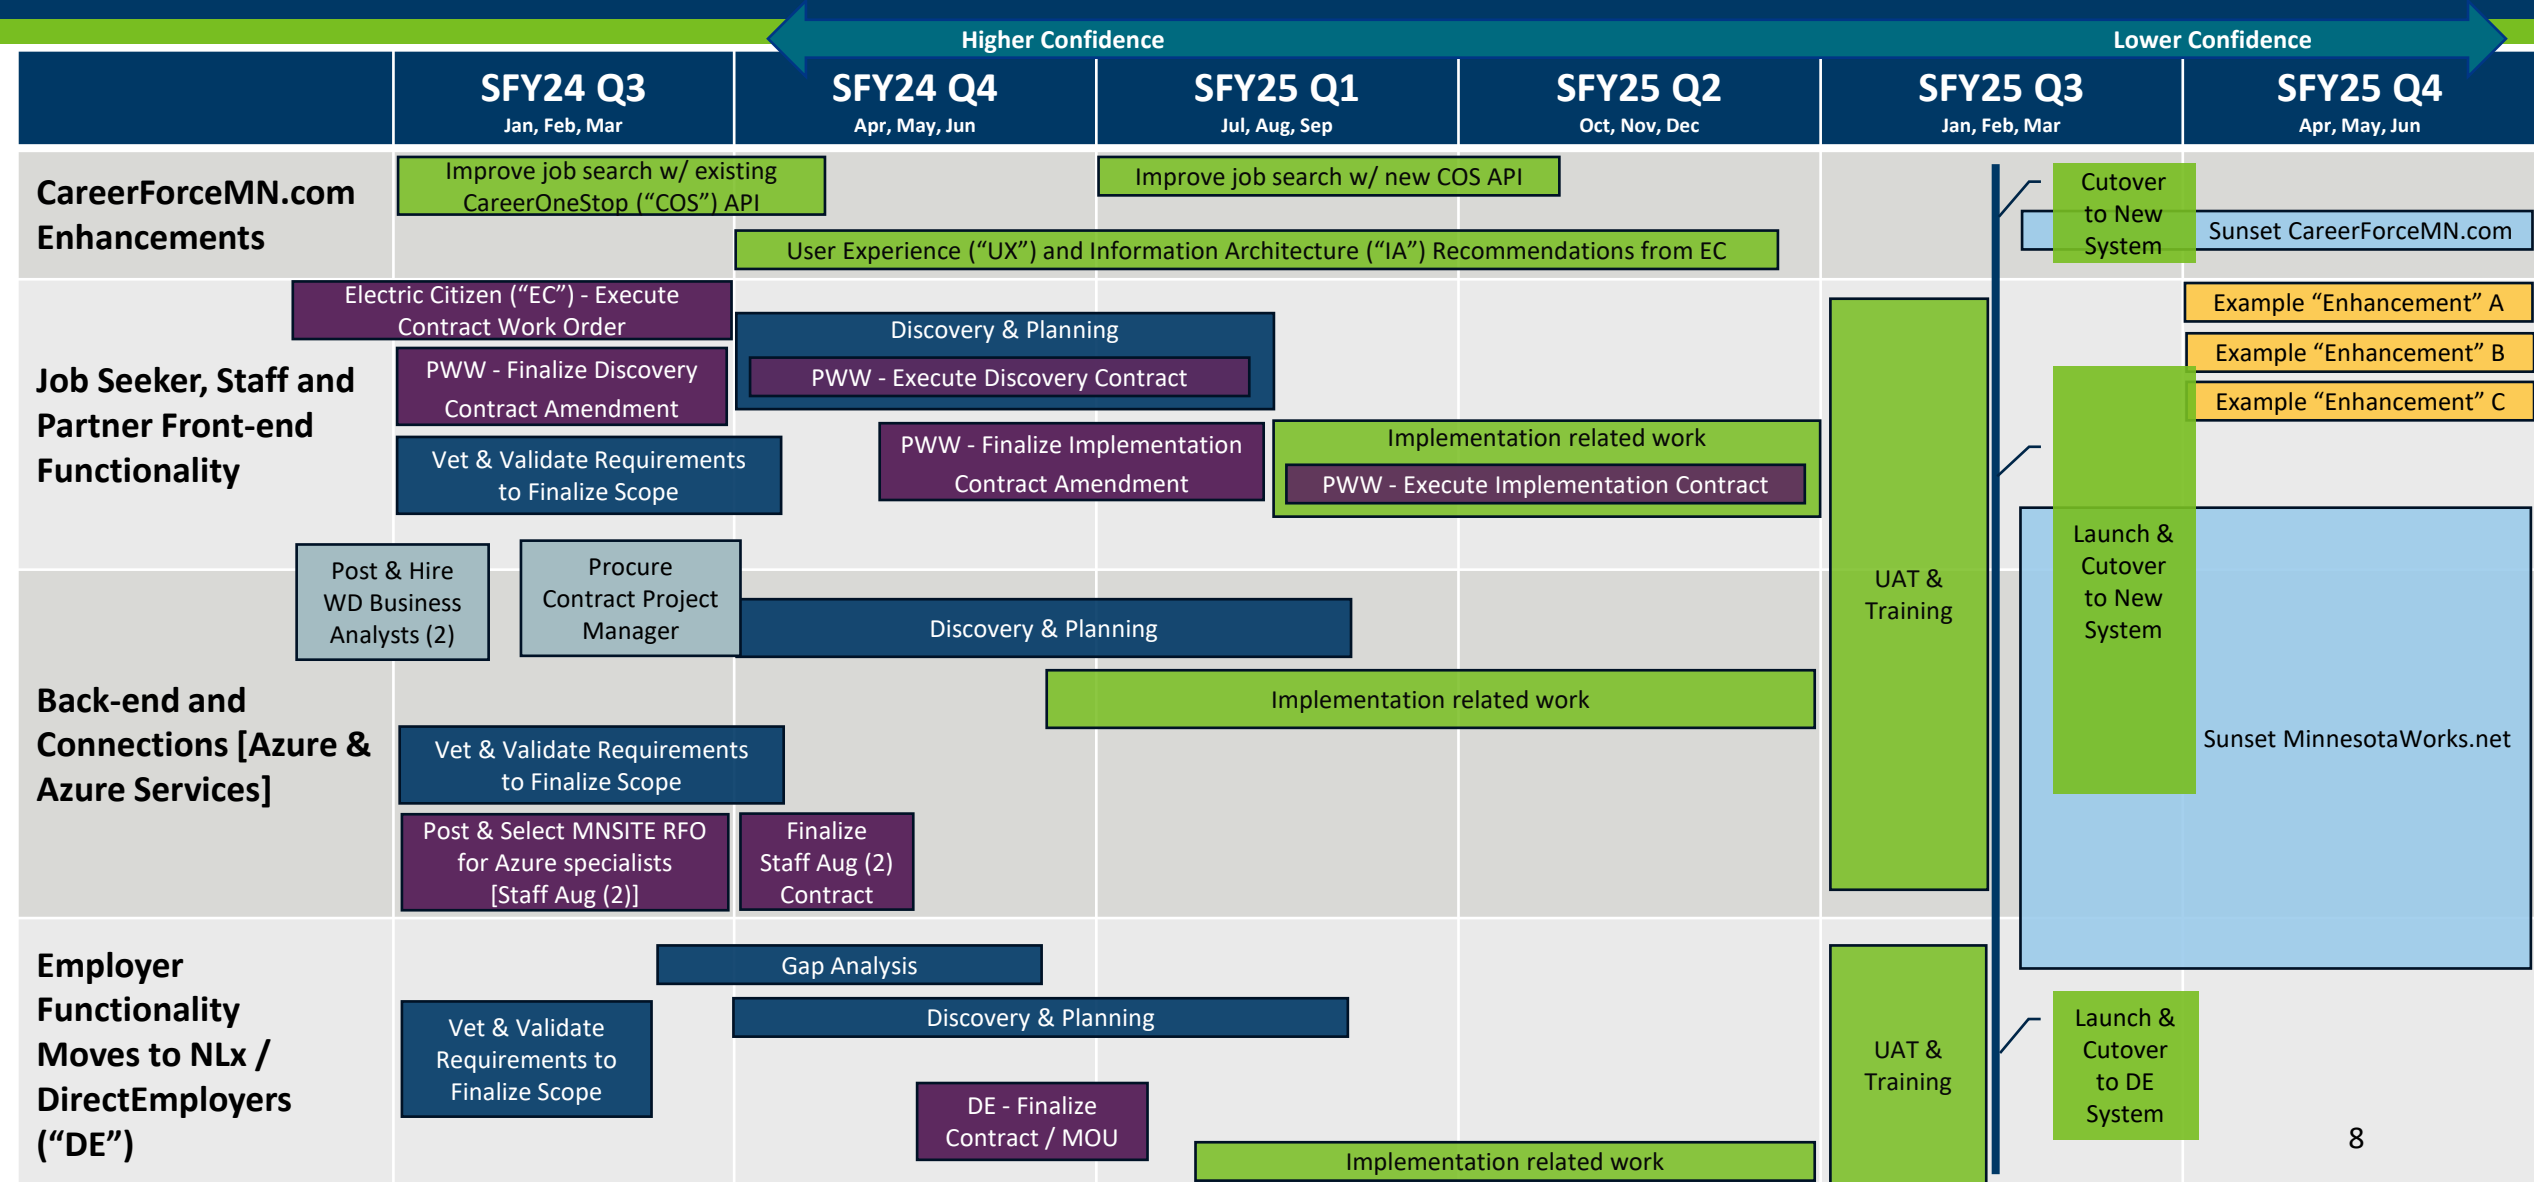 Higher Confidence
Lower Confidence
SFY24 Q3
Jan, Feb, Mar
SFY24 Q4
Apr, May, Jun
SFY25 Q1
Jul, Aug, Sep
SFY25 Q2
Oct, Nov, Dec
SFY25 Q3
Jan, Feb, Mar
SFY25 Q4
Apr, May, Jun
CareerForceMN.com
Enhancements
Improve job search w/ existing
CareerOneStop (“COS”) API
Improve job search w/ new COS API
User Experience (“UX”) and Information Architecture (“IA”) Recommendations from EC
Cutover
to New
System
Sunset CareerForceMN.com
Job Seeker, Staff and
Partner Front-end
Functionality
Electric Citizen (“EC”) - Execute
Contract Work Order
PWW - Finalize Discovery
Contract Amendment
Vet & Validate Requirements
to Finalize Scope
Discovery & Planning
PWW - Execute Discovery Contract
PWW - Finalize Implementation
Contract Amendment
Implementation related work
PWW - Execute Implementation Contract
Example “Enhancement” A
Example “Enhancement” B
Example “Enhancement” C
UAT &
Training
Launch &
Cutover
to New
System
Sunset MinnesotaWorks.net
Post & Hire
WD Business
Analysts (2)
Procure
Contract Project
Manager
Back-end and
Connections [Azure &
Azure Services]
Discovery & Planning
Implementation related work
Vet & Validate Requirements
to Finalize Scope
Post & Select MNSITE RFO
for Azure specialists
[Staff Aug (2)]
Finalize
Staff Aug (2)
Contract
Employer
Functionality
Moves to NLx /
DirectEmployers
(“DE”)
Gap Analysis
Vet & Validate
Requirements to
Finalize Scope
Discovery & Planning
DE - Finalize
Contract / MOU
Implementation related work
UAT &
Training
Launch &
Cutover
to DE
System
8